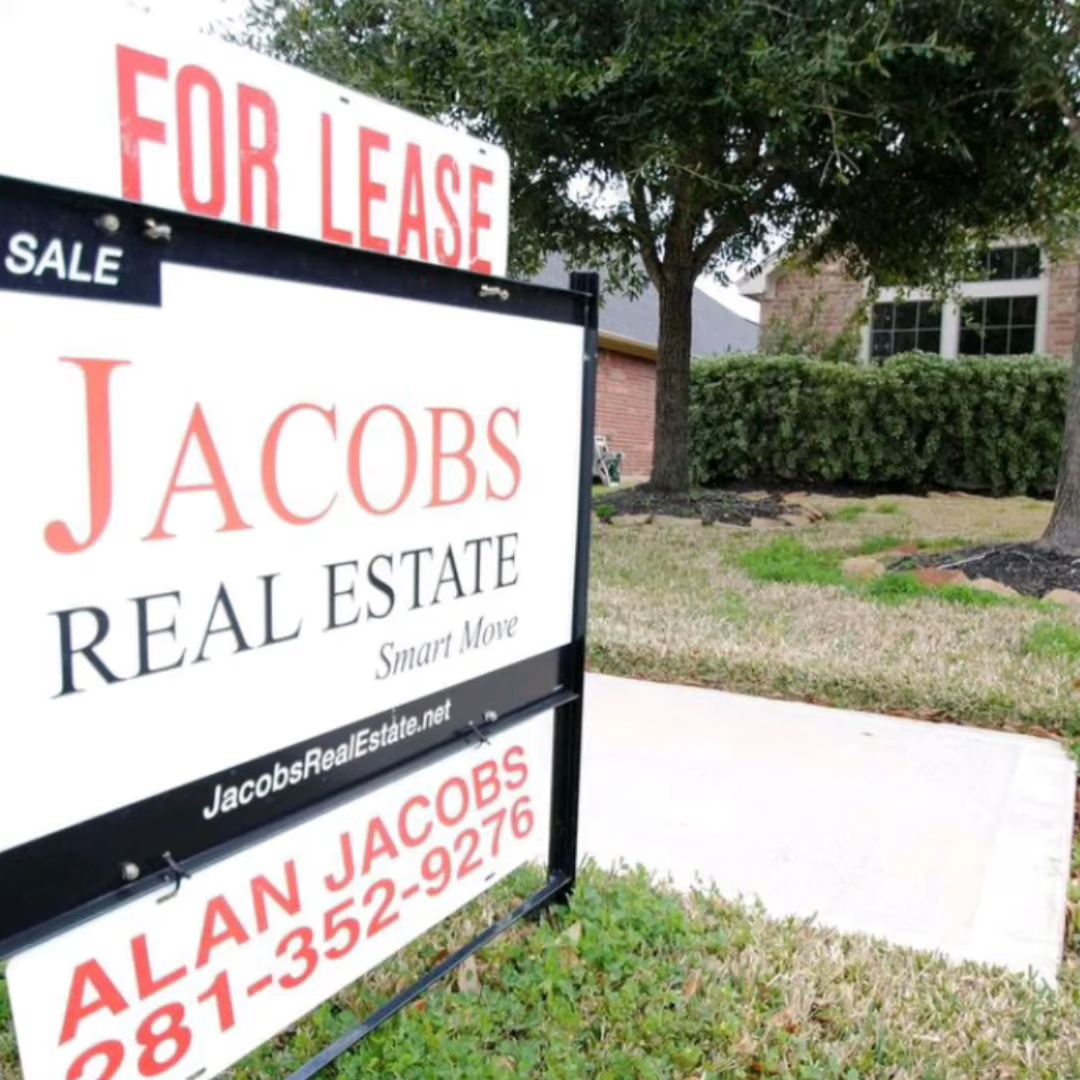 FOR LEASE
SALE
JACOBS
REAL ESTATE
Smart Move
JacobsRealEstate.net
ALAN JACOBS
281-352-9276